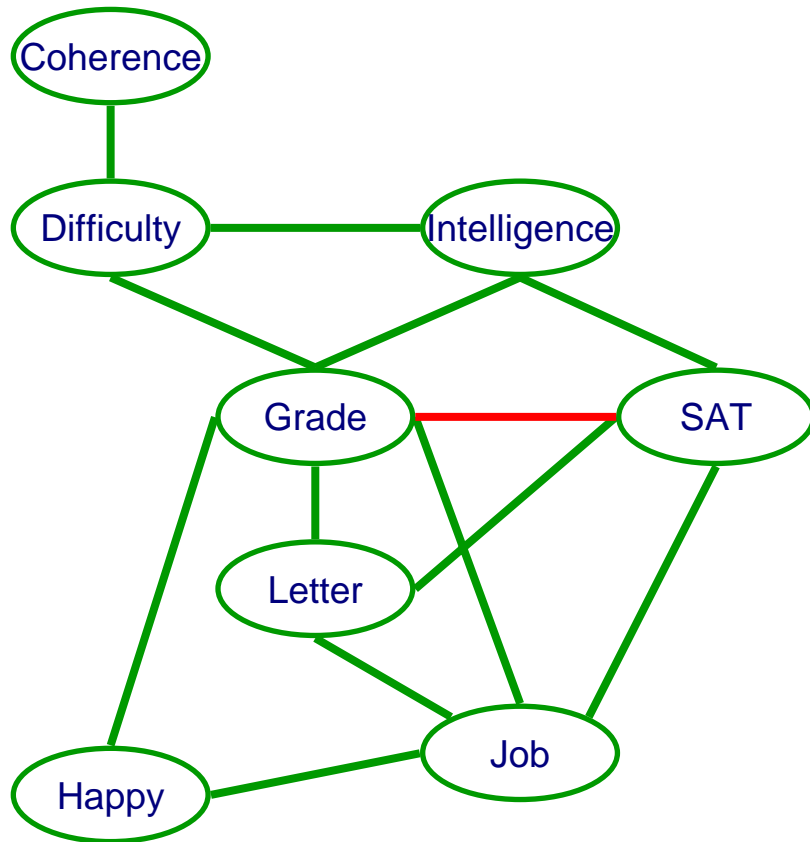 Coherence
Difficulty
Intelligence
Grade
SAT
Letter
Job
Happy